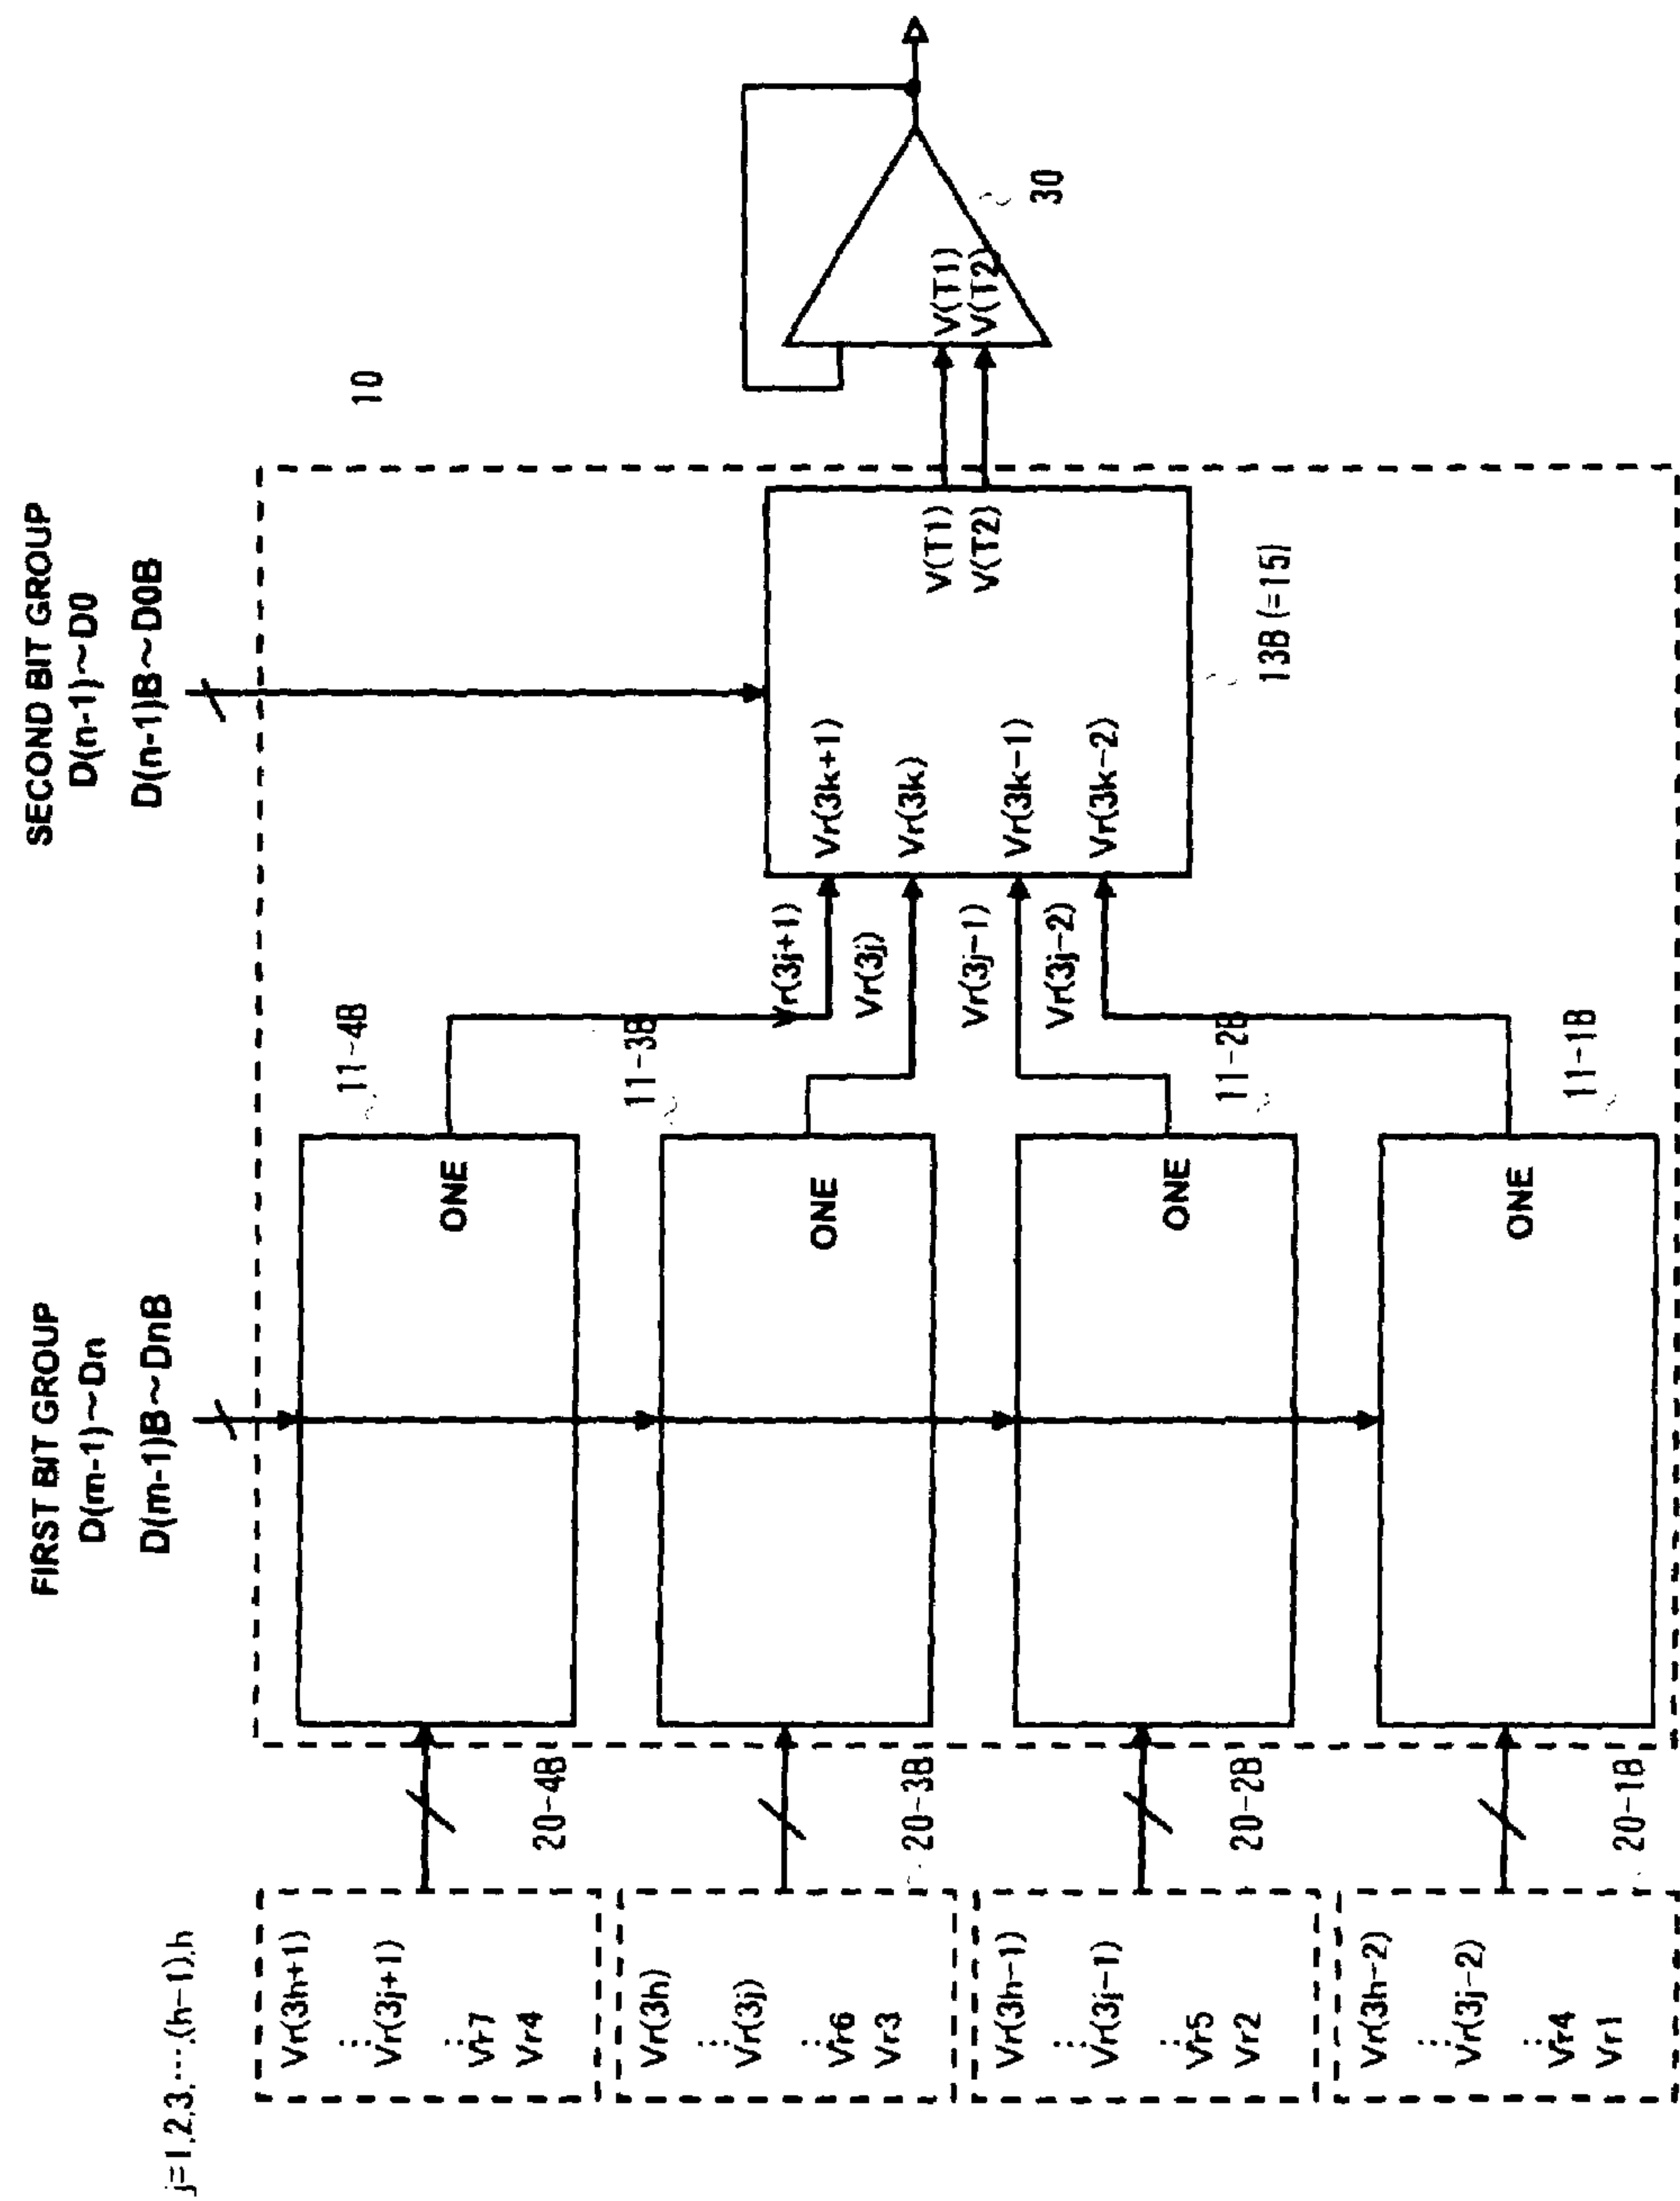 j=1,2,3,…,(h-1),h
FIRST BIT GROUP
D(m-1)~Dn
D(m-1)B~DnB
SECOND BIT GROUP
D(n-1)~D0
D(n-1)B~D0B
10
Vr(3h+1)
⋮
Vr(3j+1)
⋮
Vr7
Vr4
20-4B
ONE
11-4B
Vr(3h)
⋮
Vr(3j)
⋮
Vr6
Vr3
20-3B
ONE
11-3B
Vr(3h-1)
⋮
Vr(3j-1)
⋮
Vr5
Vr2
20-2B
ONE
11-2B
Vr(3h-2)
⋮
Vr(3j-2)
⋮
Vr4
Vr1
20-1B
ONE
11-1B
Vr(3j+1)
Vr(3j)
Vr(3j-1)
Vr(3j-2)
Vr(3k+1)
Vr(3k)
Vr(3k-1)
Vr(3k-2)
V(T1)
V(T2)
13B (=15)
V(T1)
V(T2)
30